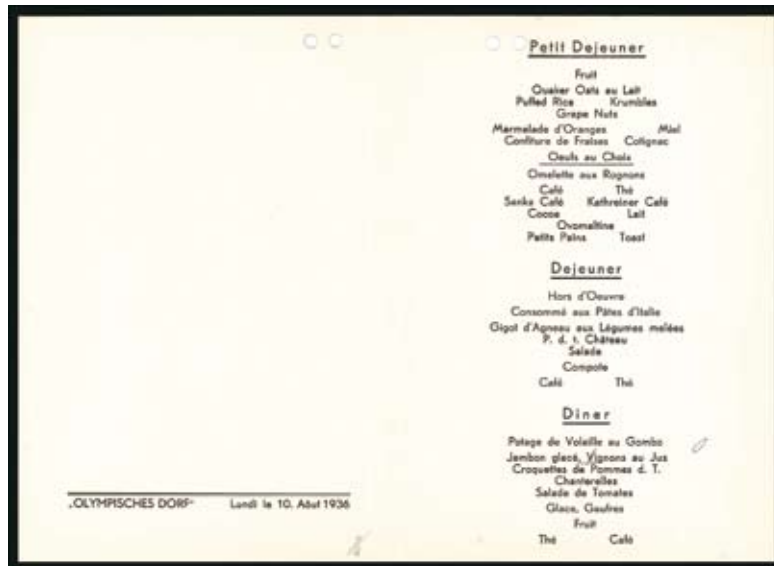 „OLYMPISCHES DORF“ Lundi le 10. Aôut 1936
Petit Dejeuner
Fruit
Quaker Oats au Lait
Puffed Rice Krumbles
Grape Nuts
Marmelade d'Oranges Miel
Confiture de Fraises Cotignac
Oeufs au Choix
Omelette aux Rognons
Café Thé
Sanka Café Kathreiner Café
Cocoe Lait
Ovomaltine
Petits Pains Toast
Dejeuner
Hors d'Oeuvre
Consommé aux Pâtes d'Italie
Gigot d'Agneau aux Légumes melées
P. d. t. Château
Salade
Compote
Café Thé
Diner
Potage de Volaille au Gombo
Jambon glacé, Vignons au Jus
Croquettes de Pommes d. T.
Chanterelles
Salade de Tomates
Glace, Gaufres
Fruit
Thé Café